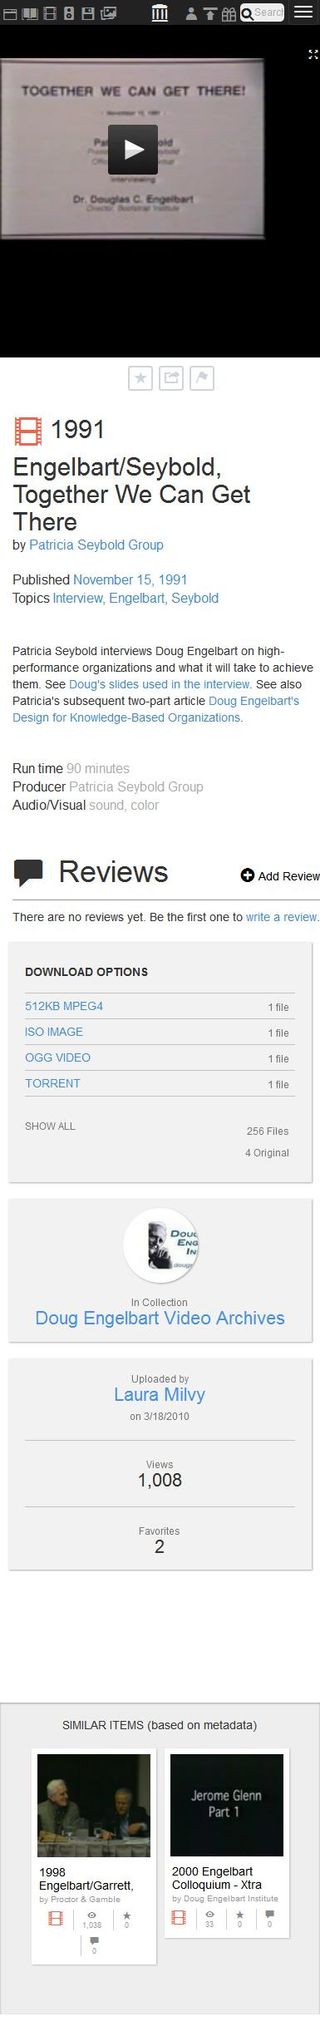 Search
TOGETHER WE CAN GET THERE!
November 15, 1991
Interviewing
Dr. Douglas C. Engelbart
Director, Bootstrap Institute
1991
Engelbart/Seybold,
Together We Can Get
There
by Patricia Seybold Group
Published November 15, 1991
Topics Interview, Engelbart, Seybold
Patricia Seybold interviews Doug Engelbart on high-
performance organizations and what it will take to achieve
them. See Doug's slides used in the interview. See also
Patricia's subsequent two-part article Doug Engelbart's
Design for Knowledge-Based Organizations.
Run time 90 minutes
Producer Patricia Seybold Group
Audio/Visual sound, color
Reviews
Add Review
There are no reviews yet. Be the first one to write a review.
DOWNLOAD OPTIONS
512KB MPEG4 1 file
ISO IMAGE 1 file
OGG VIDEO 1 file
TORRENT 1 file
SHOW ALL 256 Files
4 Original
In Collection
Doug Engelbart Video Archives
Uploaded by
Laura Milvy
on 3/18/2010
Views
1,008
Favorites
2
SIMILAR ITEMS (based on metadata)
1998
Engelbart/Garrett,
by Proctor & Gamble
1,038 0
0
Jerome Glenn
Part 1
2000 Engelbart
Colloquium - Xtra
by Doug Engelbart Institute
33 0 0